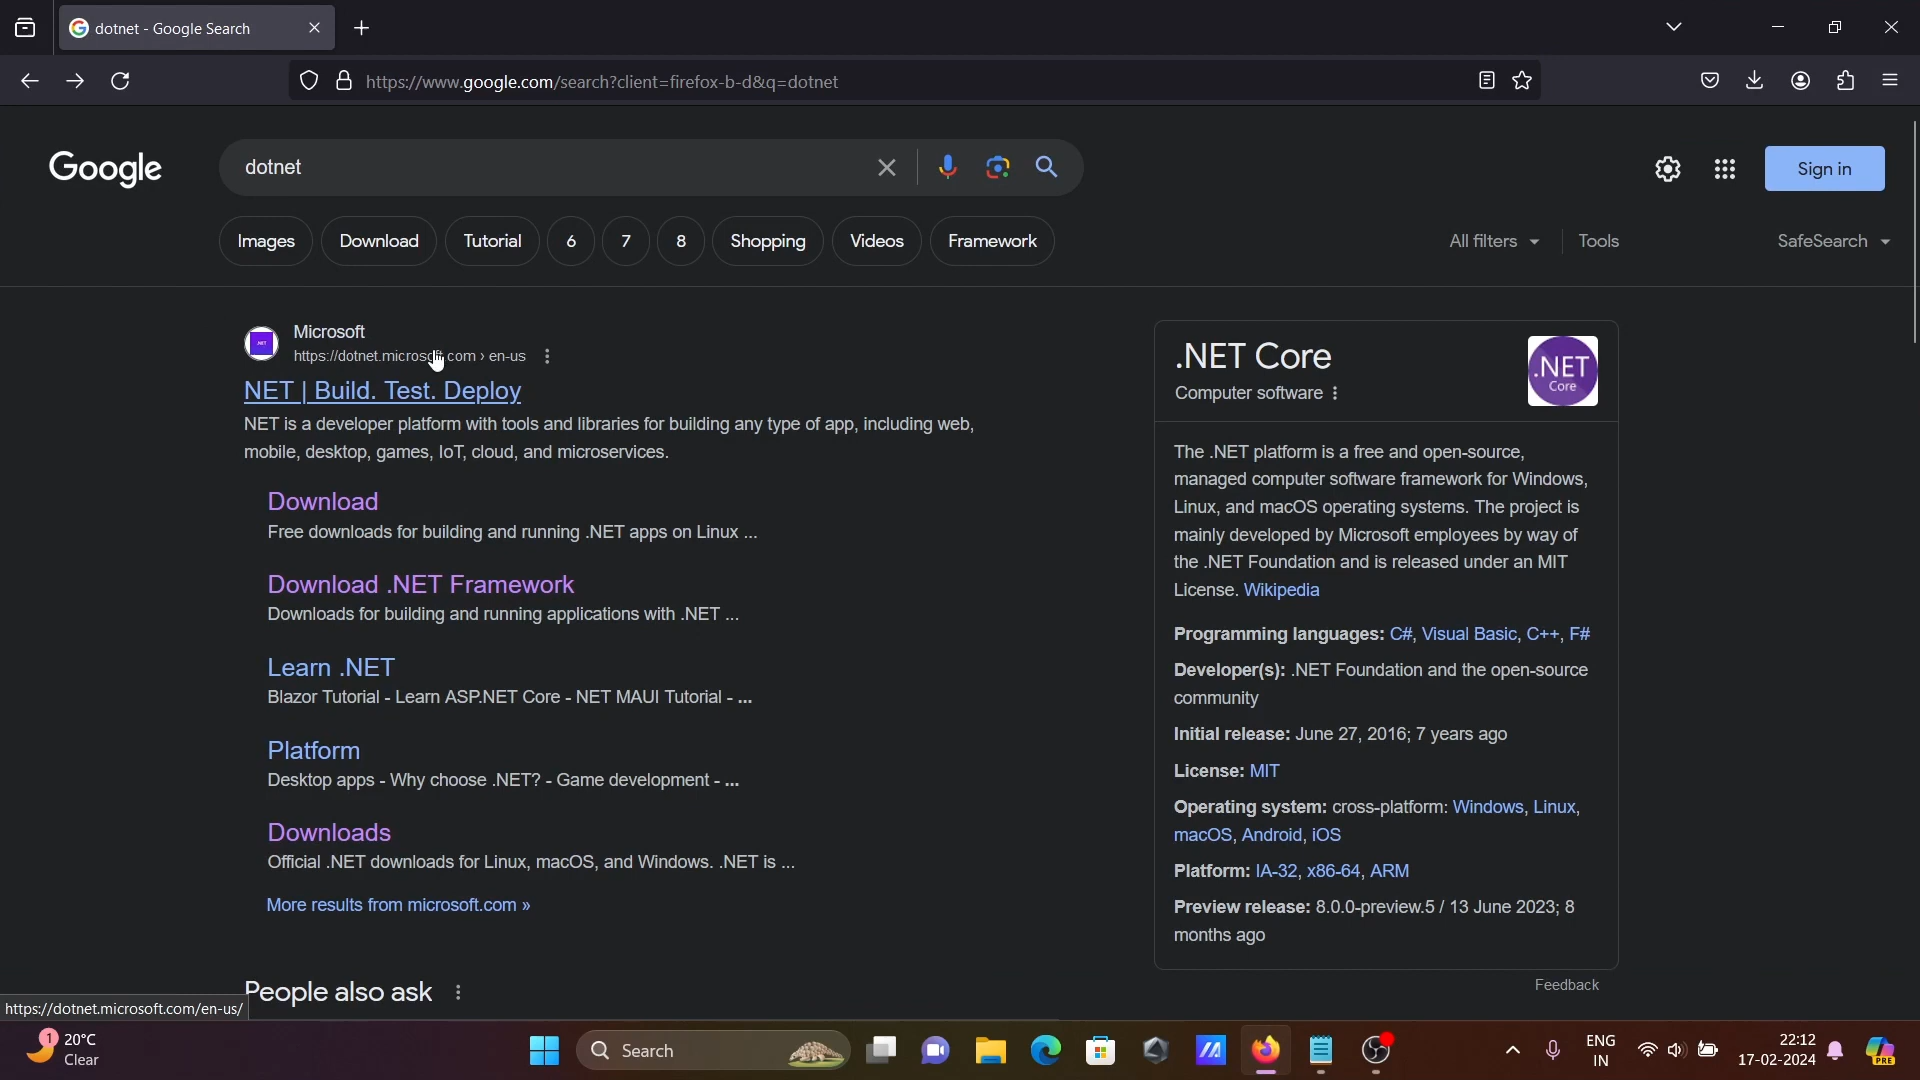 dotnet - Google Search
https://www.google.com/search?client=firefox-b-d&q=dotnet
Google
dotnet
Sign in
Images
Download
Tutorial
6
7
8
Shopping
Videos
Framework
All filters
Tools
SafeSearch
Microsoft
https://dotnet.microsoft.com › en-us
NET | Build. Test. Deploy
NET is a developer platform with tools and libraries for building any type of app, including web,
mobile, desktop, games, IoT, cloud, and microservices.
Download
Free downloads for building and running .NET apps on Linux ...
Download .NET Framework
Downloads for building and running applications with .NET ...
Learn .NET
Blazor Tutorial - Learn ASP.NET Core - NET MAUI Tutorial - ...
Platform
Desktop apps - Why choose .NET? - Game development - ...
Downloads
Official .NET downloads for Linux, macOS, and Windows. .NET is ...
More results from microsoft.com »
People also ask
.NET Core
Computer software
.NET
Core
The .NET platform is a free and open-source,
managed computer software framework for Windows,
Linux, and macOS operating systems. The project is
mainly developed by Microsoft employees by way of
the .NET Foundation and is released under an MIT
License. Wikipedia
Programming languages: C#, Visual Basic, C++, F#
Developer(s): .NET Foundation and the open-source
community
Initial release: June 27, 2016; 7 years ago
License: MIT
Operating system: cross-platform: Windows, Linux,
macOS, Android, iOS
Platform: IA-32, x86-64, ARM
Preview release: 8.0.0-preview.5 / 13 June 2023; 8
months ago
Feedback
https://dotnet.microsoft.com/en-us/
1
20°C
Clear
Search
ENG
IN
22:12
17-02-2024
PRE